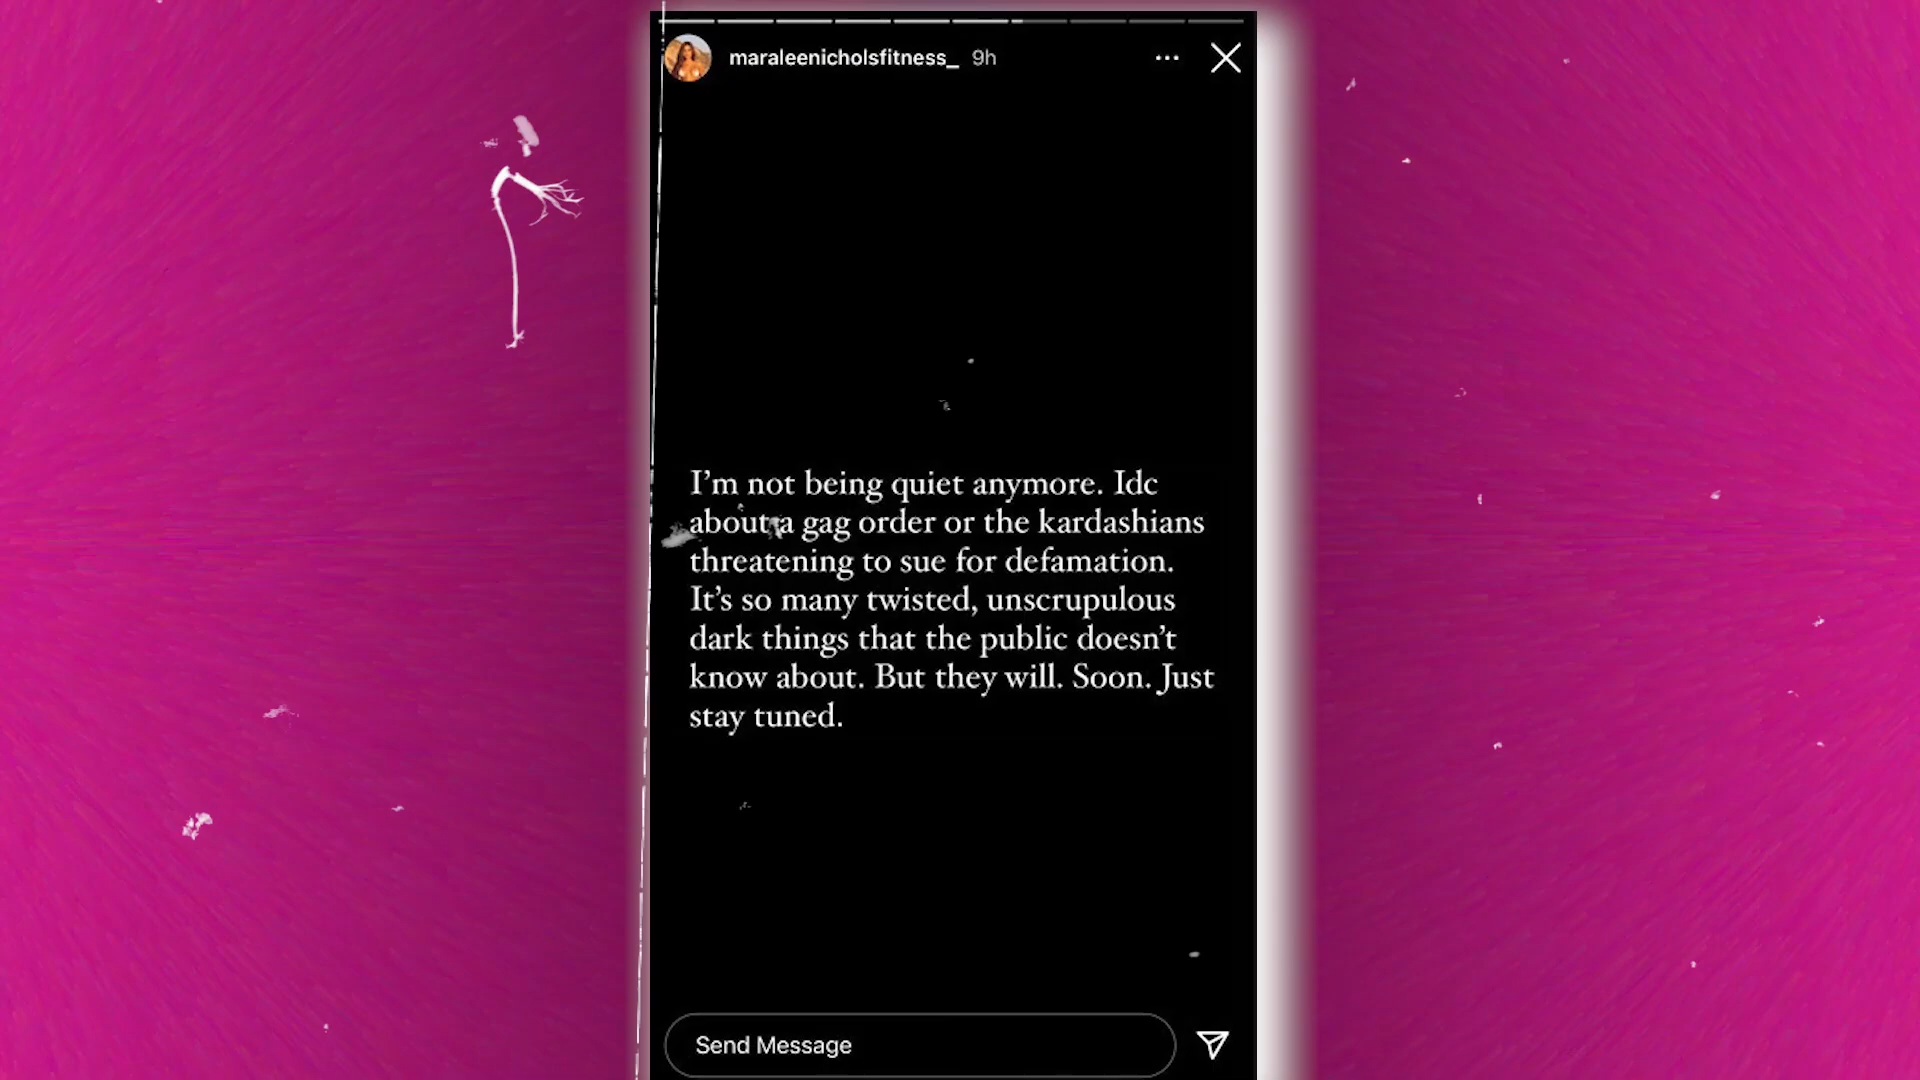 maraleenicholsfitness_ 9h
I'm not being quiet anymore. Idc
about a gag order or the kardashians
threatening to sue for defamation.
It's so many twisted, unscrupulous
dark things that the public doesn't
know about. But they will. Soon. Just
stay tuned.
Send Message